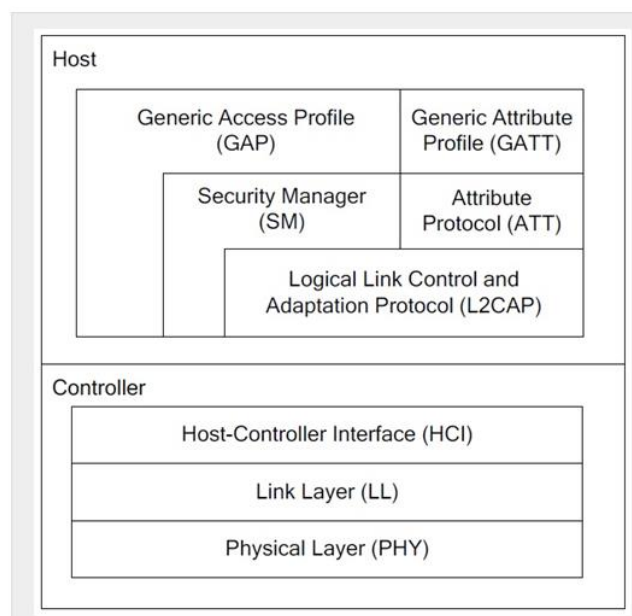 Host
Generic Access Profile
(GAP)
Generic Attribute
Profile (GATT)
Security Manager
(SM)
Attribute
Protocol (ATT)
Logical Link Control and
Adaptation Protocol (L2CAP)
Controller
Host-Controller Interface (HCI)
Link Layer (LL)
Physical Layer (PHY)